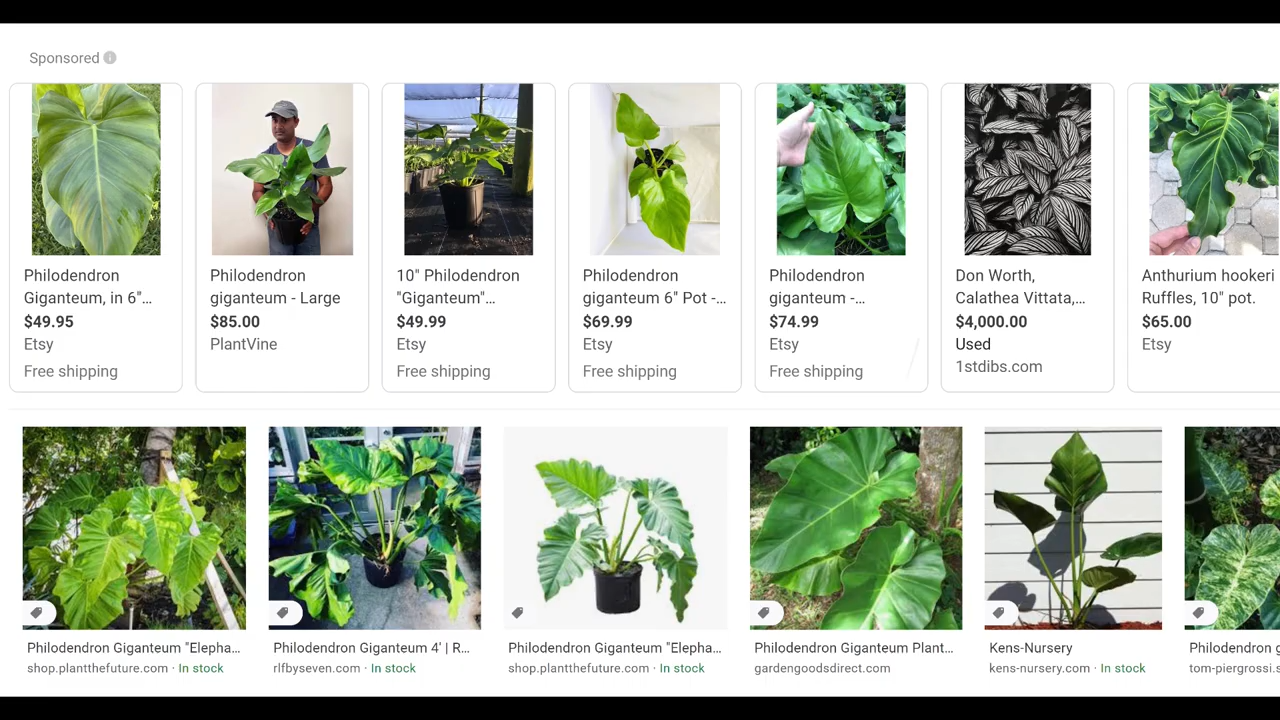 Sponsored
Philodendron
Giganteum, in 6"...
$49.95
Etsy
Free shipping
Philodendron
giganteum - Large
$85.00
PlantVine
10" Philodendron
"Giganteum"...
$49.99
Etsy
Free shipping
Philodendron
giganteum 6" Pot -...
$69.99
Etsy
Free shipping
Philodendron
giganteum -...
$74.99
Etsy
Free shipping
Don Worth,
Calathea Vittata,...
$4,000.00
Used
1stdibs.com
Anthurium hookeri
Ruffles, 10" pot.
$65.00
Etsy
Philodendron Giganteum "Elepha...
shop.plantthefuture.com · In stock
Philodendron Giganteum 4' | R...
rlfbyseven.com · In stock
Philodendron Giganteum "Elepha...
shop.plantthefuture.com · In stock
Philodendron Giganteum Plant...
gardengoodsdirect.com
Kens-Nursery
kens-nursery.com · In stock
Philodendron g
tom-piergrossi.s